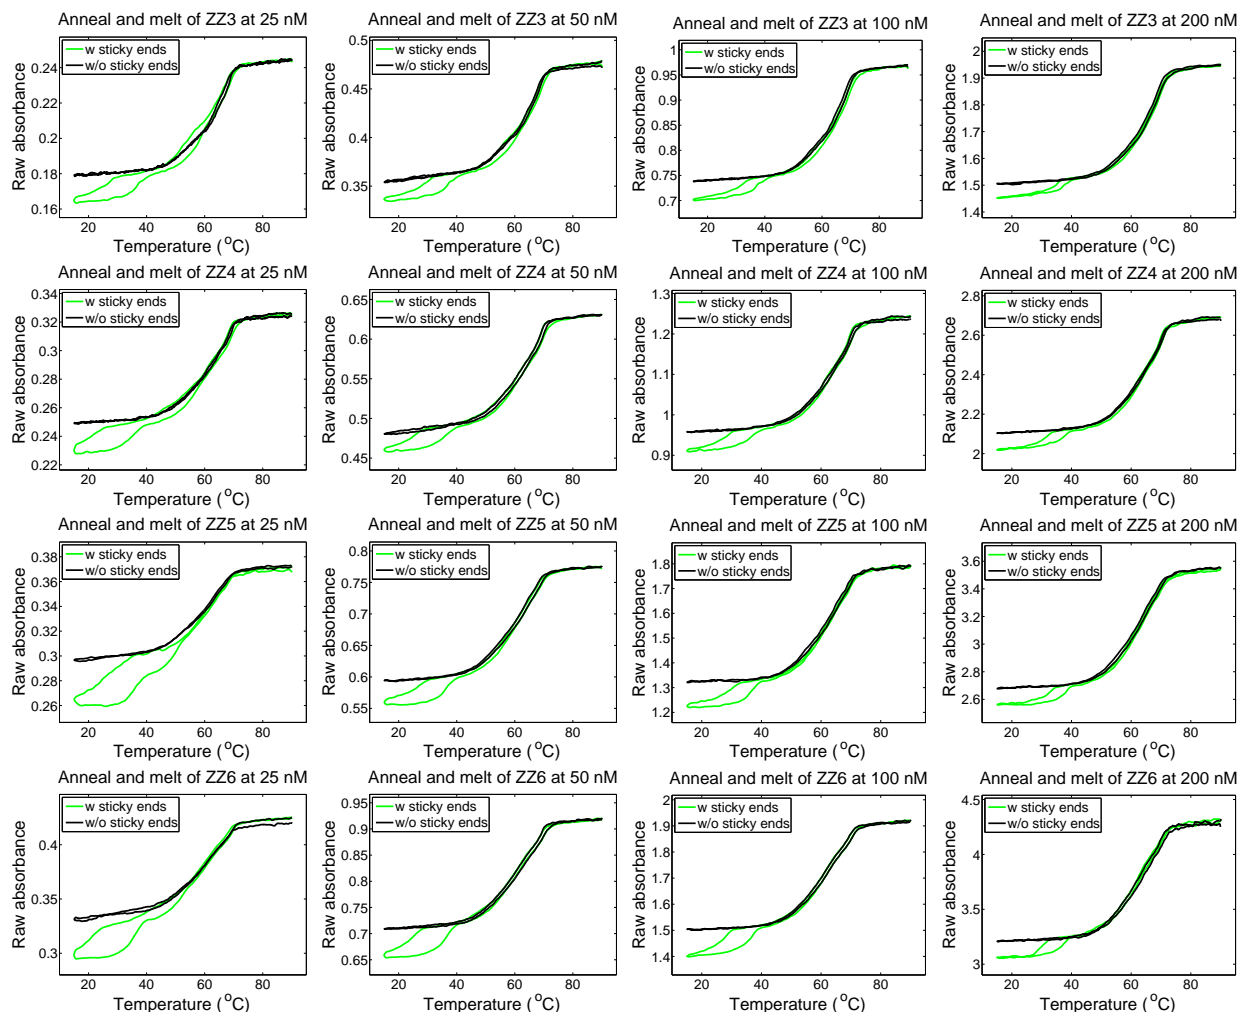 Anneal and melt of ZZ3 at 25 nM
w sticky ends
w/o sticky ends
Raw absorbance
0.24
0.22
0.2
0.18
0.16
20 40 60 80
Temperature (°C)
Anneal and melt of ZZ3 at 50 nM
w sticky ends
w/o sticky ends
Raw absorbance
0.5
0.45
0.4
0.35
20 40 60 80
Temperature (°C)
Anneal and melt of ZZ3 at 100 nM
w sticky ends
w/o sticky ends
Raw absorbance
1
0.95
0.9
0.85
0.8
0.75
0.7
20 40 60 80
Temperature (°C)
Anneal and melt of ZZ3 at 200 nM
w sticky ends
w/o sticky ends
Raw absorbance
2
1.9
1.8
1.7
1.6
1.5
1.4
20 40 60 80
Temperature (°C)
Anneal and melt of ZZ4 at 25 nM
w sticky ends
w/o sticky ends
Raw absorbance
0.34
0.32
0.3
0.28
0.26
0.24
0.22
20 40 60 80
Temperature (°C)
Anneal and melt of ZZ4 at 50 nM
w sticky ends
w/o sticky ends
Raw absorbance
0.65
0.6
0.55
0.5
0.45
20 40 60 80
Temperature (°C)
Anneal and melt of ZZ4 at 100 nM
w sticky ends
w/o sticky ends
Raw absorbance
1.3
1.2
1.1
1
0.9
20 40 60 80
Temperature (°C)
Anneal and melt of ZZ4 at 200 nM
w sticky ends
w/o sticky ends
Raw absorbance
2.8
2.6
2.4
2.2
2
20 40 60 80
Temperature (°C)
Anneal and melt of ZZ5 at 25 nM
w sticky ends
w/o sticky ends
Raw absorbance
0.38
0.36
0.34
0.32
0.3
0.28
0.26
20 40 60 80
Temperature (°C)
Anneal and melt of ZZ5 at 50 nM
w sticky ends
w/o sticky ends
Raw absorbance
0.8
0.75
0.7
0.65
0.6
0.55
20 40 60 80
Temperature (°C)
Anneal and melt of ZZ5 at 100 nM
w sticky ends
w/o sticky ends
Raw absorbance
1.8
1.7
1.6
1.5
1.4
1.3
1.2
20 40 60 80
Temperature (°C)
Anneal and melt of ZZ5 at 200 nM
w sticky ends
w/o sticky ends
Raw absorbance
3.6
3.4
3.2
3
2.8
2.6
20 40 60 80
Temperature (°C)
Anneal and melt of ZZ6 at 25 nM
w sticky ends
w/o sticky ends
Raw absorbance
0.4
0.35
0.3
20 40 60 80
Temperature (°C)
Anneal and melt of ZZ6 at 50 nM
w sticky ends
w/o sticky ends
Raw absorbance
0.95
0.9
0.85
0.8
0.75
0.7
0.65
20 40 60 80
Temperature (°C)
Anneal and melt of ZZ6 at 100 nM
w sticky ends
w/o sticky ends
Raw absorbance
2
1.9
1.8
1.7
1.6
1.5
1.4
20 40 60 80
Temperature (°C)
Anneal and melt of ZZ6 at 200 nM
w sticky ends
w/o sticky ends
Raw absorbance
4.5
4
3.5
3
20 40 60 80
Temperature (°C)